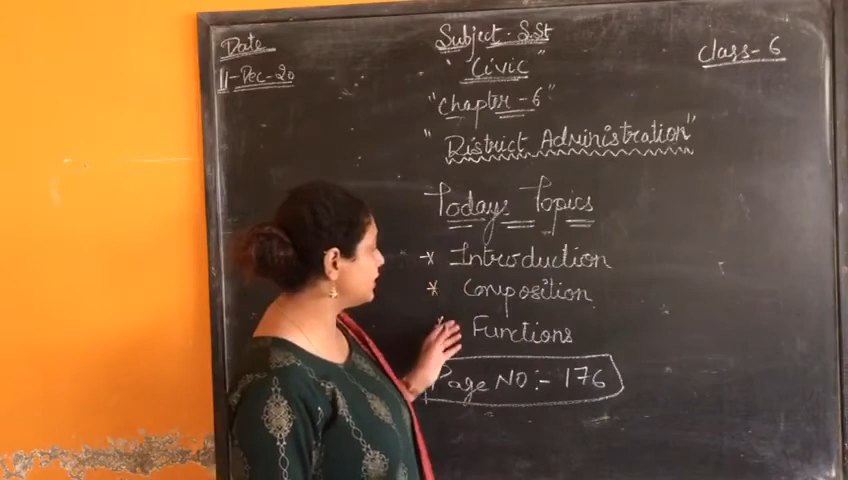 Date
11-Dec-20
Subject - S.St
"Civic"
Class-6
"Chapter-6"
"District Administration"
Todays Topics
* Introduction
* Composition
* Functions
Page No:- 176